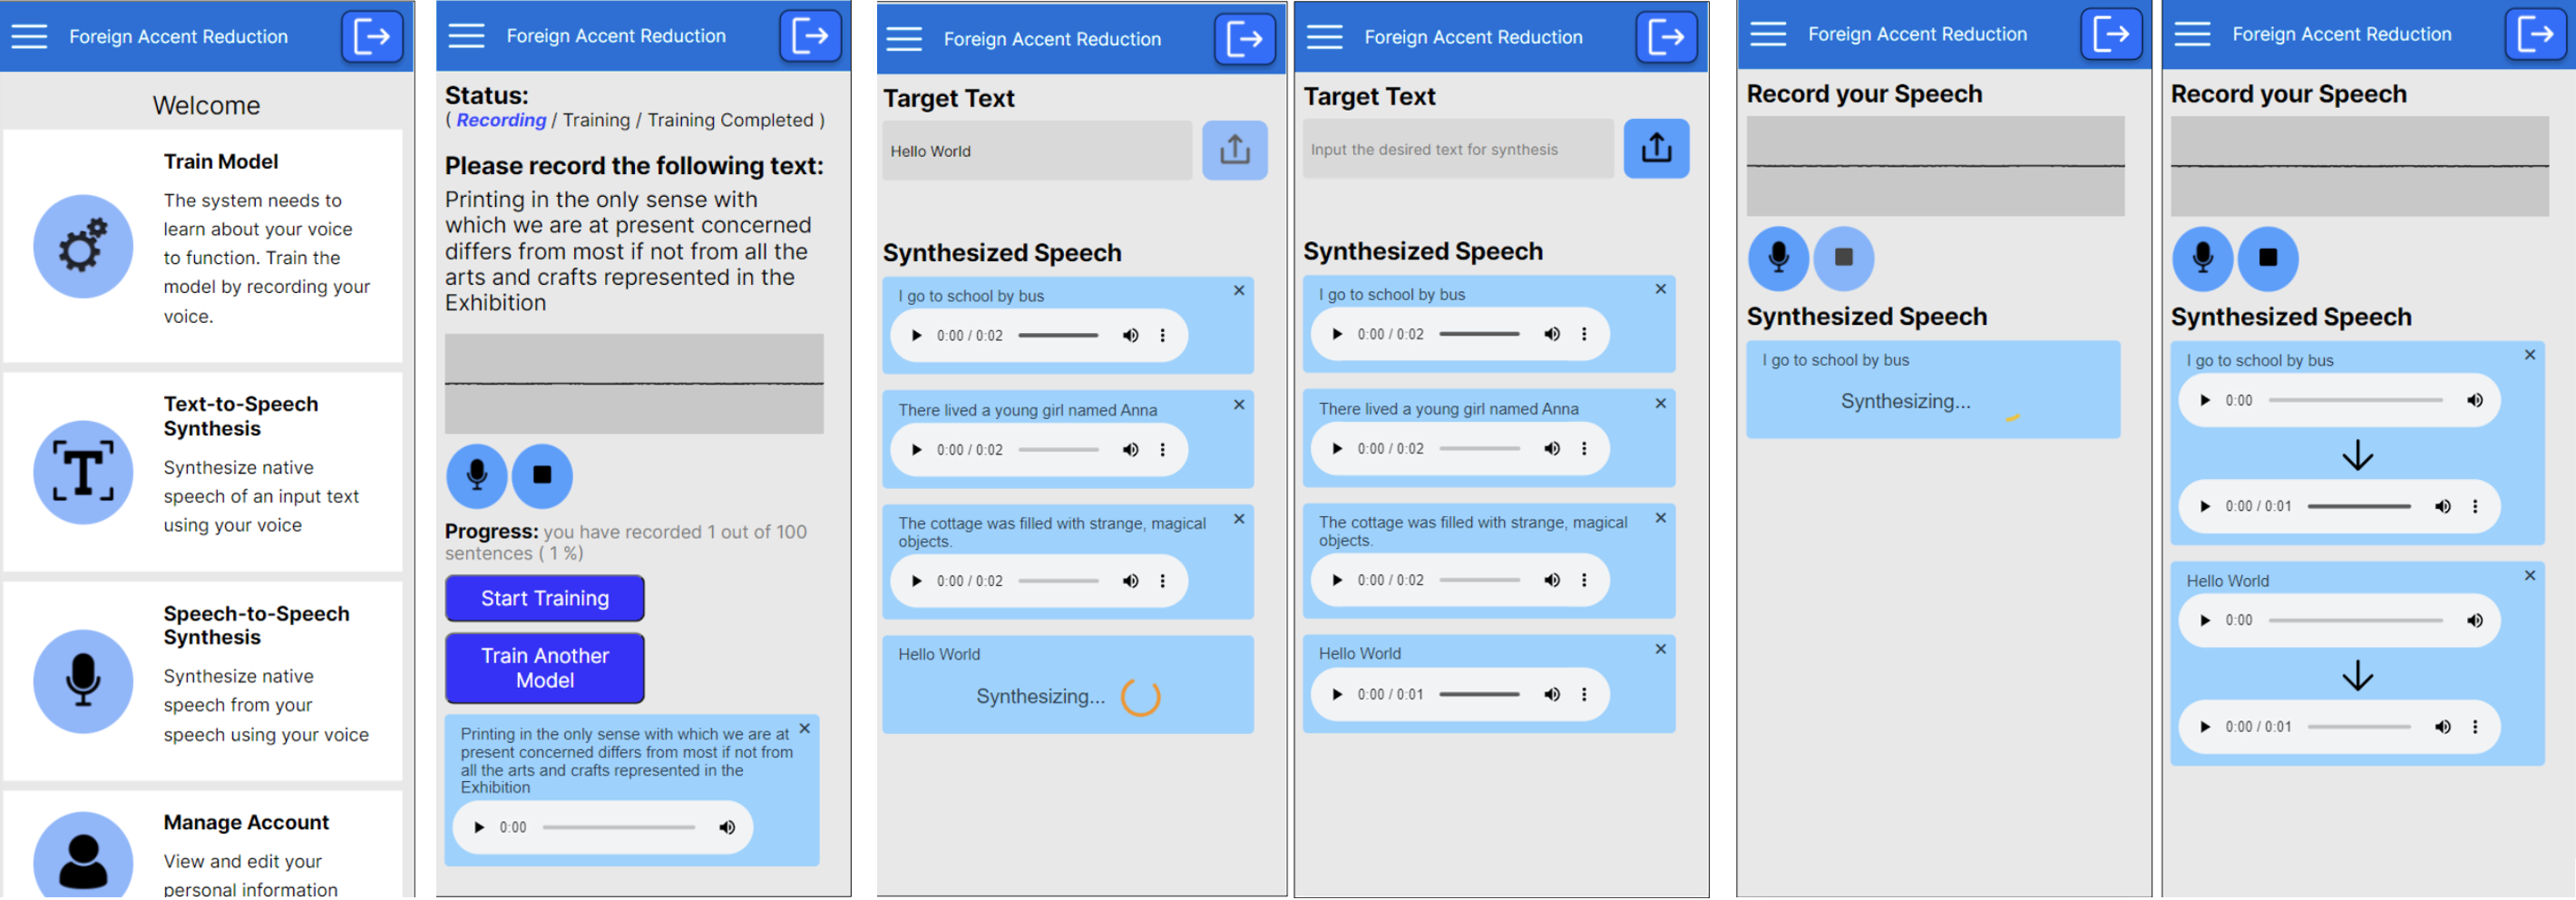 Foreign Accent Reduction
Welcome
Train Model
The system needs to
learn about your voice
to function. Train the
model by recording your
voice.
Text-to-Speech
Synthesis
Synthesize native
speech of an input text
using your voice
Speech-to-Speech
Synthesis
Synthesize native
speech from your
speech using your voice
Manage Account
View and edit your
personal information
Foreign Accent Reduction
Status:
( Recording / Training / Training Completed )
Please record the following text:
Printing in the only sense with
which we are at present concerned
differs from most if not from all the
arts and crafts represented in the
Exhibition
Progress: you have recorded 1 out of 100
sentences ( 1 %)
Start Training
Train Another
Model
Printing in the only sense with which we are at
present concerned differs from most if not from
all the arts and crafts represented in the
Exhibition
0:00
Foreign Accent Reduction
Target Text
Hello World
Synthesized Speech
I go to school by bus
0:00 / 0:02
There lived a young girl named Anna
0:00 / 0:02
The cottage was filled with strange, magical
objects.
0:00 / 0:02
Hello World
Synthesizing...
Foreign Accent Reduction
Target Text
Input the desired text for synthesis
Synthesized Speech
I go to school by bus
0:00 / 0:02
There lived a young girl named Anna
0:00 / 0:02
The cottage was filled with strange, magical
objects.
0:00 / 0:02
Hello World
0:00 / 0:01
Foreign Accent Reduction
Record your Speech
Synthesized Speech
I go to school by bus
Synthesizing...
Foreign Accent Reduction
Record your Speech
Synthesized Speech
I go to school by bus
0:00
0:00 / 0:01
Hello World
0:00
0:00 / 0:01